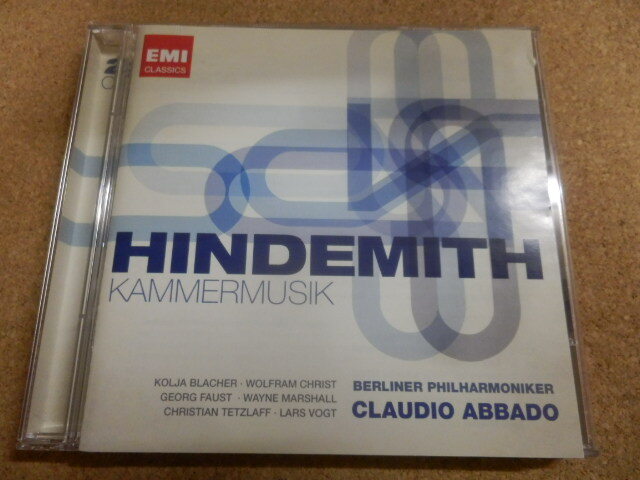 EMI
CLASSICS
HINDEMITH
KAMMERMUSIK
KOLJA BLACHER · WOLFRAM CHRIST
GEORG FAUST · WAYNE MARSHALL
CHRISTIAN TETZLAFF · LARS VOGT
BERLINER PHILHARMONIKER
CLAUDIO ABBADO